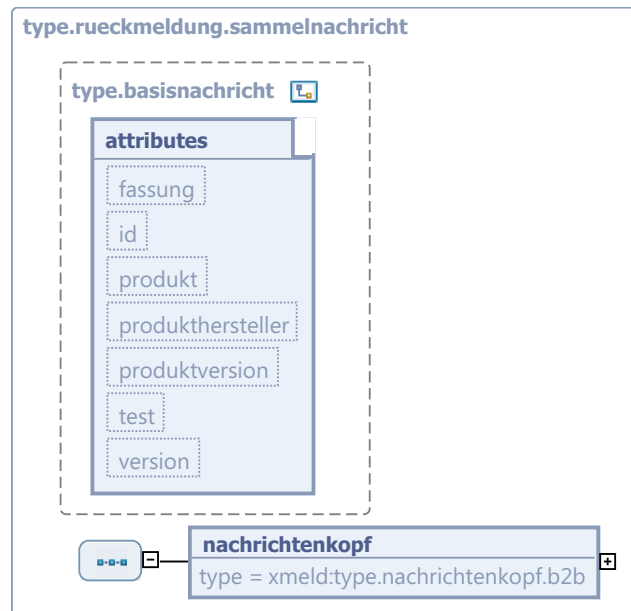 type.rueckmeldung.sammelnachricht
type.basisnachricht
attributes
fassung
id
produkt
produkthersteller
produktversion
test
version
nachrichtenkopf
type = xmeld:type.nachrichtenkopf.b2b